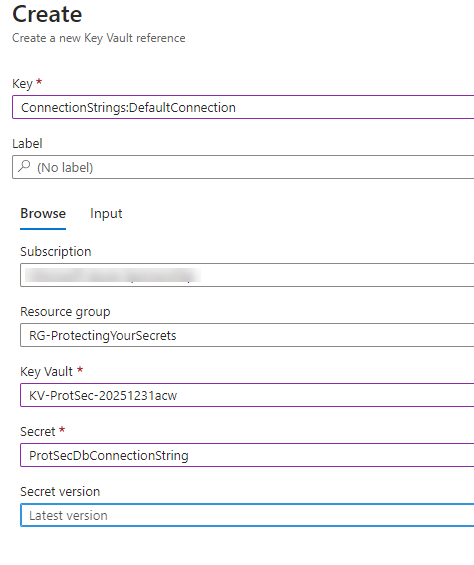 Create
Create a new Key Vault reference
Key *
ConnectionStrings:DefaultConnection
Label
(No label)
Browse Input
Subscription
Resource group
RG-ProtectingYourSecrets
Key Vault *
KV-ProtSec-20251231acw
Secret *
ProtSecDbConnectionString
Secret version
Latest version